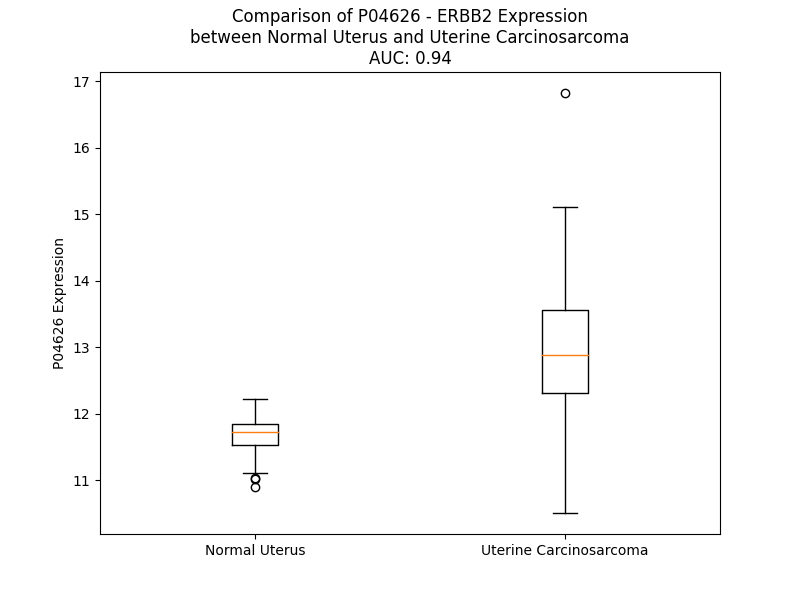 Comparison of P04626 - ERBB2 Expression
between Normal Uterus and Uterine Carcinosarcoma
AUC: 0.94
17
16
15
14
13
12
11
P04626 Expression
Normal Uterus
Uterine Carcinosarcoma